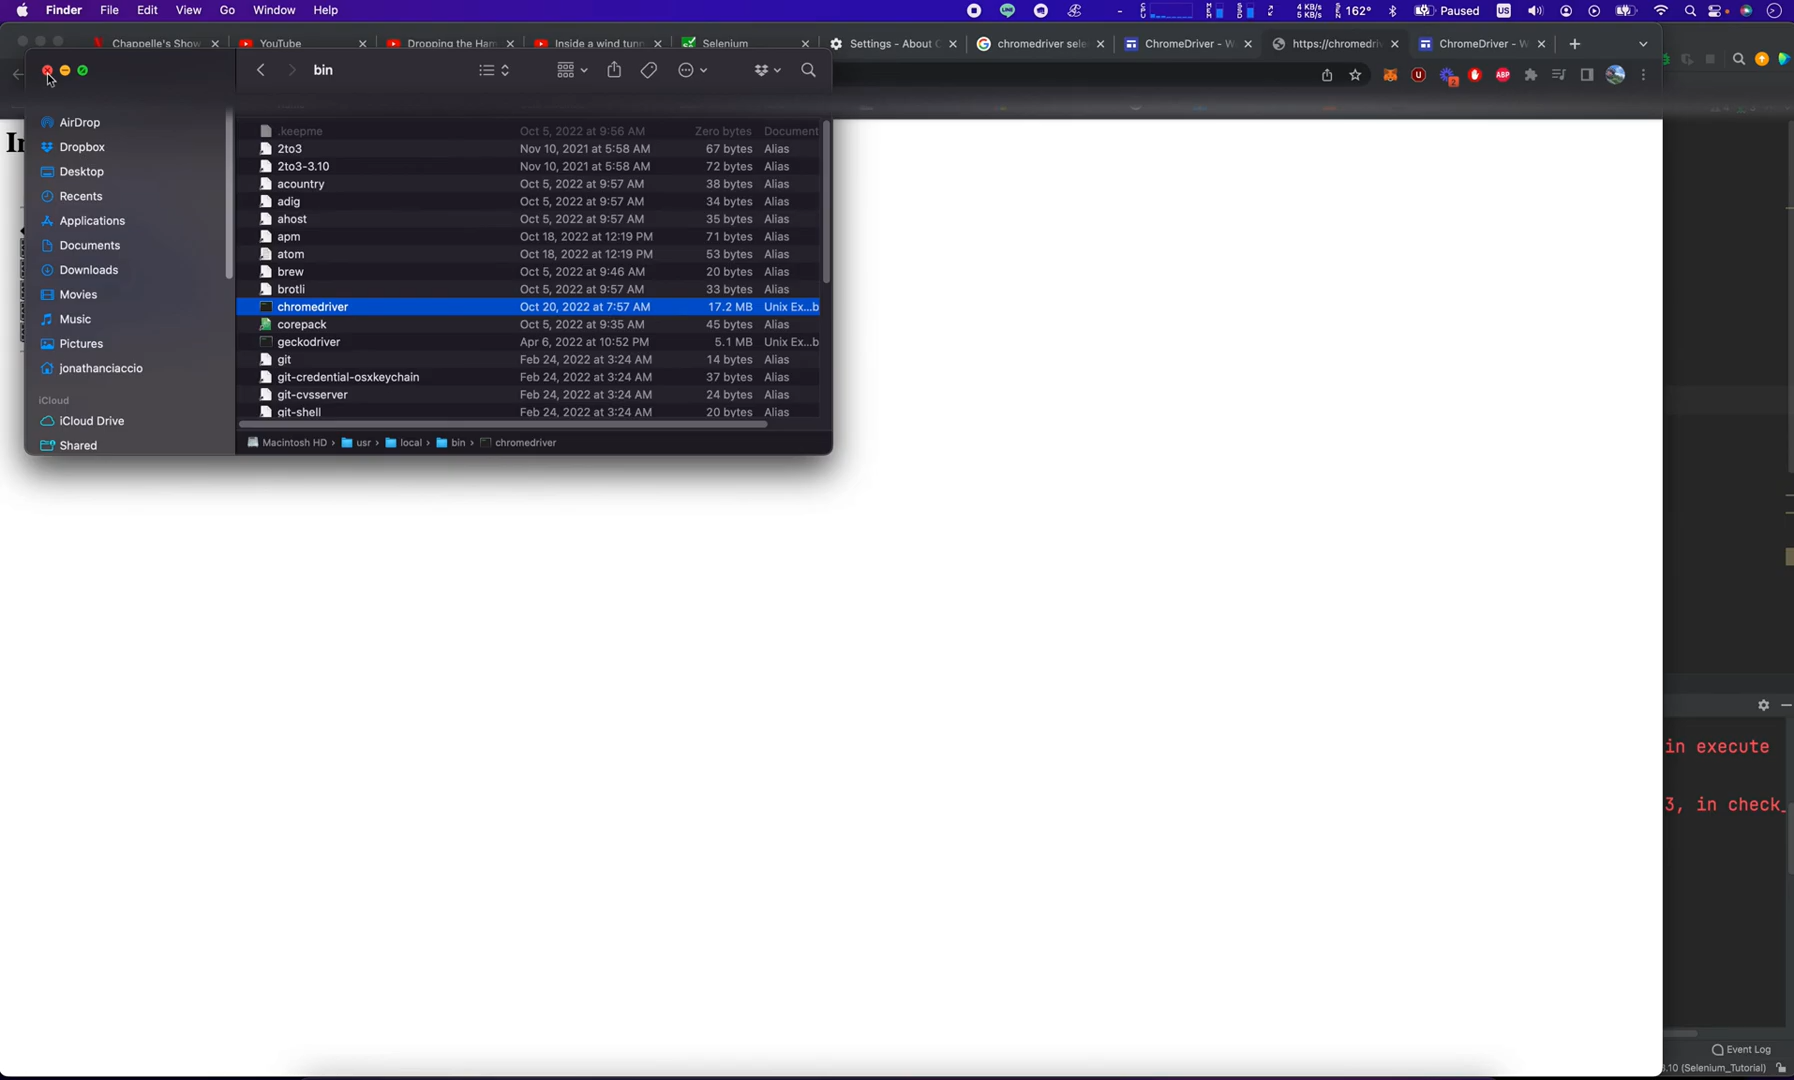 Finder File Edit View Go Window Help
4 KB/s
5 KB/s
162°
Paused
US
Chappelle's Show
YouTube
Dropping the Ham
Inside a wind tunn
Selenium
Settings - About C
chromedriver sele
ChromeDriver - W
https://chromedriv
ChromeDriver - W
bin
ABP
2
AirDrop
Dropbox
Desktop
Recents
Applications
Documents
Downloads
Movies
Music
Pictures
jonathanciaccio
iCloud
iCloud Drive
Shared
.keepme Oct 5, 2022 at 9:56 AM Zero bytes Document
2to3 Nov 10, 2021 at 5:58 AM 67 bytes Alias
2to3-3.10 Nov 10, 2021 at 5:58 AM 72 bytes Alias
acountry Oct 5, 2022 at 9:57 AM 38 bytes Alias
adig Oct 5, 2022 at 9:57 AM 34 bytes Alias
ahost Oct 5, 2022 at 9:57 AM 35 bytes Alias
apm Oct 18, 2022 at 12:19 PM 71 bytes Alias
atom Oct 18, 2022 at 12:19 PM 53 bytes Alias
brew Oct 5, 2022 at 9:46 AM 20 bytes Alias
brotli Oct 5, 2022 at 9:57 AM 33 bytes Alias
chromedriver Oct 20, 2022 at 7:57 AM 17.2 MB Unix Ex...b
corepack Oct 5, 2022 at 9:35 AM 45 bytes Alias
geckodriver Apr 6, 2022 at 10:52 PM 5.1 MB Unix Ex...b
git Feb 24, 2022 at 3:24 AM 14 bytes Alias
git-credential-osxkeychain Feb 24, 2022 at 3:24 AM 37 bytes Alias
git-cvsserver Feb 24, 2022 at 3:24 AM 24 bytes Alias
git-shell Feb 24, 2022 at 3:24 AM 20 bytes Alias
Macintosh HD › usr › local › bin › chromedriver
in execute
3, in check_
Event Log
.10 (Selenium_Tutorial)